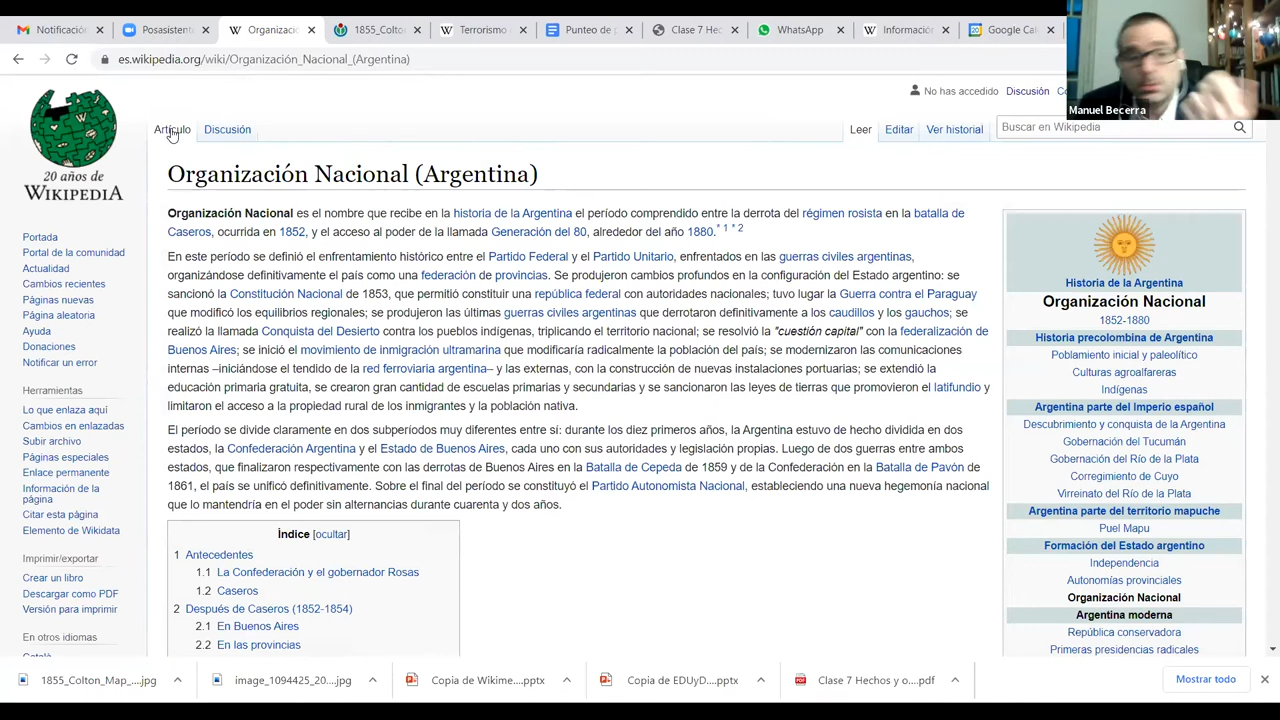 Notificació
Posasistent
Organizació
1855_Colto
Terrorismo
Punteo de
Clase 7 Hec
WhatsApp
Información
Google Cal
es.wikipedia.org/wiki/Organización_Nacional_(Argentina)
Manuel Becerra
No has accedido Discusión Co
Artículo Discusión Leer Editar Ver historial Buscar en Wikipedia
20 años de
WIKIPEDIA
Organización Nacional (Argentina)
Organización Nacional es el nombre que recibe en la historia de la Argentina el período comprendido entre la derrota del régimen rosista en la batalla de
Caseros, ocurrida en 1852, y el acceso al poder de la llamada Generación del 80, alrededor del año 1880.* 1 * 2
En este período se definió el enfrentamiento histórico entre el Partido Federal y el Partido Unitario, enfrentados en las guerras civiles argentinas,
organizándose definitivamente el país como una federación de provincias. Se produjeron cambios profundos en la configuración del Estado argentino: se
sancionó la Constitución Nacional de 1853, que permitió constituir una república federal con autoridades nacionales; tuvo lugar la Guerra contra el Paraguay
que modificó los equilibrios regionales; se produjeron las últimas guerras civiles argentinas que derrotaron definitivamente a los caudillos y los gauchos; se
realizó la llamada Conquista del Desierto contra los pueblos indígenas, triplicando el territorio nacional; se resolvió la "cuestión capital" con la federalización de
Buenos Aires; se inició el movimiento de inmigración ultramarina que modificaría radicalmente la población del país; se modernizaron las comunicaciones
internas –iniciándose el tendido de la red ferroviaria argentina– y las externas, con la construcción de nuevas instalaciones portuarias; se extendió la
educación primaria gratuita, se crearon gran cantidad de escuelas primarias y secundarias y se sancionaron las leyes de tierras que promovieron el latifundio y
limitaron el acceso a la propiedad rural de los inmigrantes y la población nativa.
El período se divide claramente en dos subperíodos muy diferentes entre sí: durante los diez primeros años, la Argentina estuvo de hecho dividida en dos
estados, la Confederación Argentina y el Estado de Buenos Aires, cada uno con sus autoridades y legislación propias. Luego de dos guerras entre ambos
estados, que finalizaron respectivamente con las derrotas de Buenos Aires en la Batalla de Cepeda de 1859 y de la Confederación en la Batalla de Pavón de
1861, el país se unificó definitivamente. Sobre el final del período se constituyó el Partido Autonomista Nacional, estableciendo una nueva hegemonía nacional
que lo mantendría en el poder sin alternancias durante cuarenta y dos años.
Índice [ocultar]
1 Antecedentes
1.1 La Confederación y el gobernador Rosas
1.2 Caseros
2 Después de Caseros (1852-1854)
2.1 En Buenos Aires
2.2 En las provincias
Portada
Portal de la comunidad
Actualidad
Cambios recientes
Páginas nuevas
Página aleatoria
Ayuda
Donaciones
Notificar un error
Herramientas
Lo que enlaza aquí
Cambios en enlazadas
Subir archivo
Páginas especiales
Enlace permanente
Información de la
página
Citar esta página
Elemento de Wikidata
Imprimir/exportar
Crear un libro
Descargar como PDF
Versión para imprimir
En otros idiomas
Català
Historia de la Argentina
Organización Nacional
1852-1880
Historia precolombina de Argentina
Poblamiento inicial y paleolítico
Culturas agroalfareras
Indígenas
Argentina parte del Imperio español
Descubrimiento y conquista de la Argentina
Gobernación del Tucumán
Gobernación del Río de la Plata
Corregimiento de Cuyo
Virreinato del Río de la Plata
Argentina parte del territorio mapuche
Puel Mapu
Formación del Estado argentino
Independencia
Autonomías provinciales
Organización Nacional
Argentina moderna
República conservadora
Primeras presidencias radicales
1855_Colton_Map_....jpg
image_1094425_20....jpg
Copia de Wikime....pptx
Copia de EDUyD....pptx
Clase 7 Hechos y o....pdf
Mostrar todo